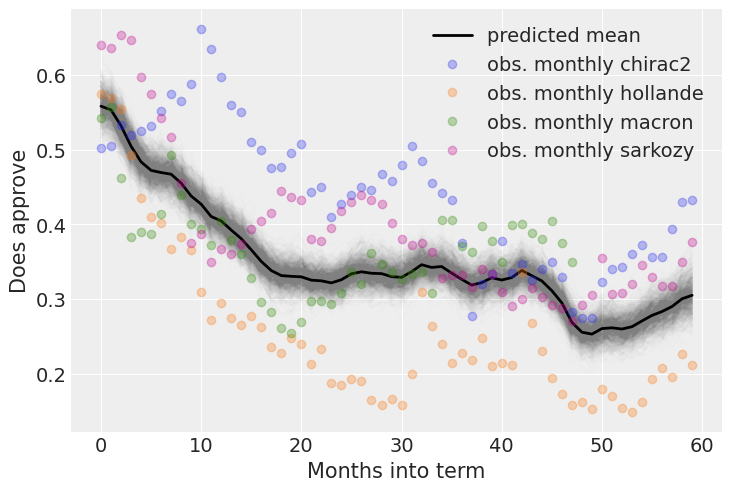 predicted mean
obs. monthly chirac2
obs. monthly hollande
obs. monthly macron
obs. monthly sarkozy
0.6
0.5
0.4
0.3
0.2
Does approve
0 10 20 30 40 50 60
Months into term